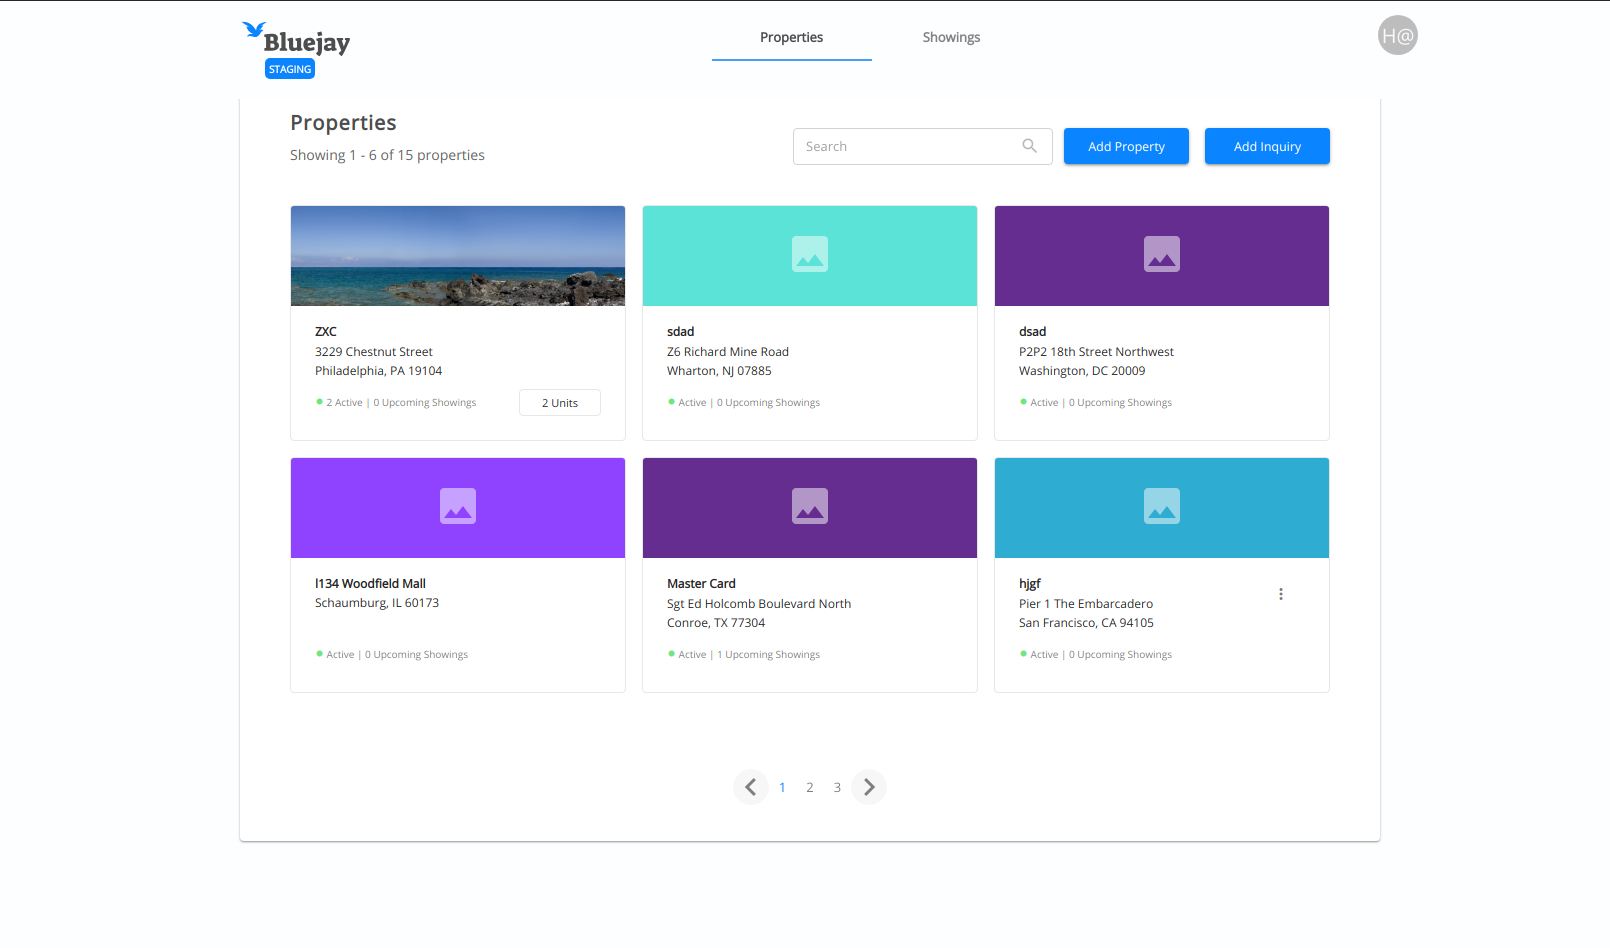 Bluejay
STAGING
Properties
Showings
H@
Properties
Showing 1 - 6 of 15 properties
Search
Add Property
Add Inquiry
ZXC
3229 Chestnut Street
Philadelphia, PA 19104
2 Active | 0 Upcoming Showings
2 Units
sdad
Z6 Richard Mine Road
Wharton, NJ 07885
Active | 0 Upcoming Showings
dsad
P2P2 18th Street Northwest
Washington, DC 20009
Active | 0 Upcoming Showings
l134 Woodfield Mall
Schaumburg, IL 60173
Active | 0 Upcoming Showings
Master Card
Sgt Ed Holcomb Boulevard North
Conroe, TX 77304
Active | 1 Upcoming Showings
hjgf
Pier 1 The Embarcadero
San Francisco, CA 94105
Active | 0 Upcoming Showings
1 2 3